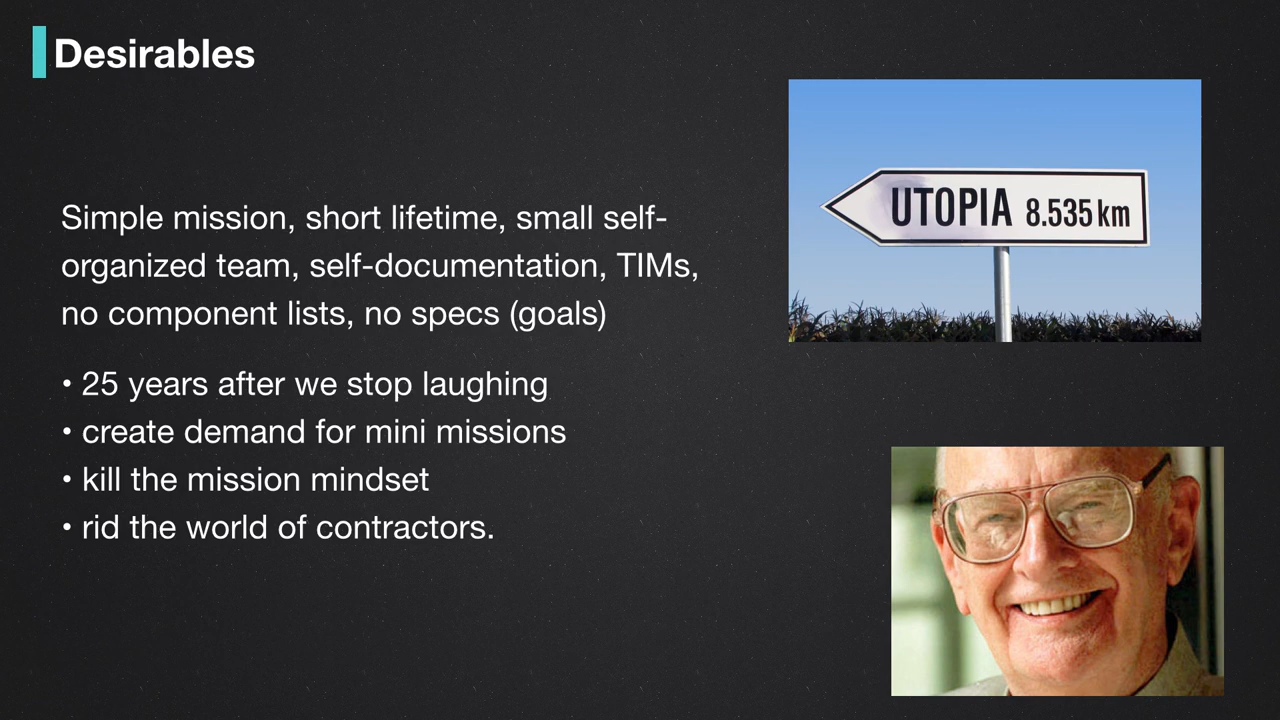 Desirables
Simple mission, short lifetime, small self-
organized team, self-documentation, TIMs,
no component lists, no specs (goals)
• 25 years after we stop laughing
• create demand for mini missions
• kill the mission mindset
• rid the world of contractors.
UTOPIA 8.535 km